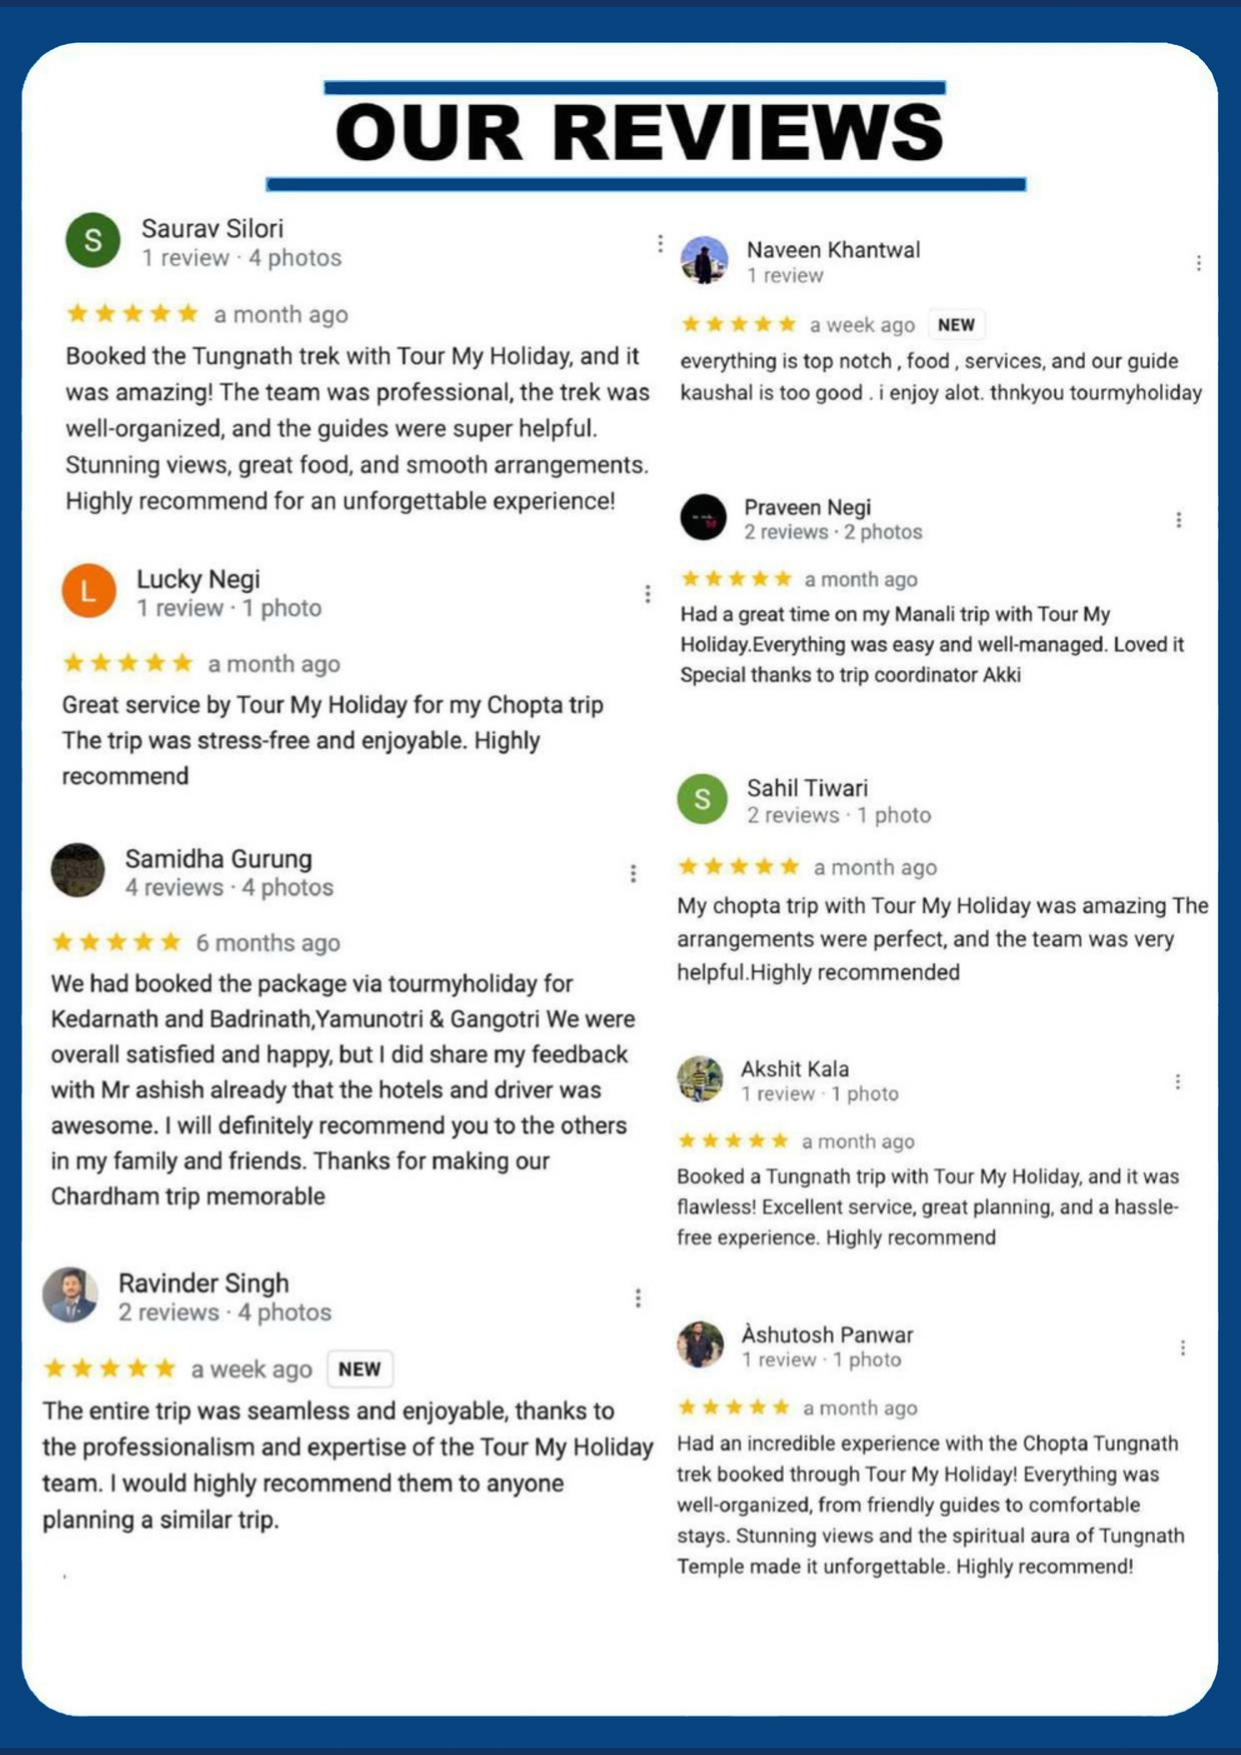 OUR REVIEWS
S
Saurav Silori
1 review · 4 photos
★★★★★ a month ago
Booked the Tungnath trek with Tour My Holiday, and it
was amazing! The team was professional, the trek was
well-organized, and the guides were super helpful.
Stunning views, great food, and smooth arrangements.
Highly recommend for an unforgettable experience!
L
Lucky Negi
1 review · 1 photo
★★★★★ a month ago
Great service by Tour My Holiday for my Chopta trip
The trip was stress-free and enjoyable. Highly
recommend
Samidha Gurung
4 reviews · 4 photos
★★★★★ 6 months ago
We had booked the package via tourmyholiday for
Kedarnath and Badrinath,Yamunotri & Gangotri We were
overall satisfied and happy, but I did share my feedback
with Mr ashish already that the hotels and driver was
awesome. I will definitely recommend you to the others
in my family and friends. Thanks for making our
Chardham trip memorable
Ravinder Singh
2 reviews · 4 photos
★★★★★ a week ago NEW
The entire trip was seamless and enjoyable, thanks to
the professionalism and expertise of the Tour My Holiday
team. I would highly recommend them to anyone
planning a similar trip.
Naveen Khantwal
1 review
★★★★★ a week ago NEW
everything is top notch , food , services, and our guide
kaushal is too good . i enjoy alot. thnkyou tourmyholiday
Praveen Negi
2 reviews · 2 photos
★★★★★ a month ago
Had a great time on my Manali trip with Tour My
Holiday.Everything was easy and well-managed. Loved it
Special thanks to trip coordinator Akki
S
Sahil Tiwari
2 reviews · 1 photo
★★★★★ a month ago
My chopta trip with Tour My Holiday was amazing The
arrangements were perfect, and the team was very
helpful.Highly recommended
Akshit Kala
1 review · 1 photo
★★★★★ a month ago
Booked a Tungnath trip with Tour My Holiday, and it was
flawless! Excellent service, great planning, and a hassle-
free experience. Highly recommend
Àshutosh Panwar
1 review · 1 photo
★★★★★ a month ago
Had an incredible experience with the Chopta Tungnath
trek booked through Tour My Holiday! Everything was
well-organized, from friendly guides to comfortable
stays. Stunning views and the spiritual aura of Tungnath
Temple made it unforgettable. Highly recommend!